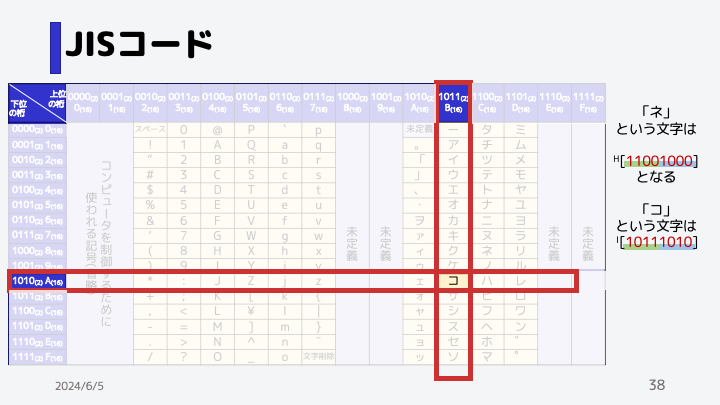 JISコード
上位の桁
下位の桁
0000(2) 0(16) 0001(2) 1(16) 0010(2) 2(16) 0011(2) 3(16) 0100(2) 4(16) 0101(2) 5(16) 0110(2) 6(16) 0111(2) 7(16) 1000(2) 8(16) 1001(2) 9(16) 1010(2) A(16) 1011(2) B(16) 1100(2) C(16) 1101(2) D(16) 1110(2) E(16) 1111(2) F(16)
コンピュータを制御するために
使われる記号
未定義
未定義
未定義
未定義
0000(2) 0(16) スペース 0 @ P ` p 未定義 ー タ ミ
0001(2) 1(16) ! 1 A Q a q 。 ア チ ム
0010(2) 2(16) " 2 B R b r 「 イ ツ メ
0011(2) 3(16) # 3 C S c s 」 ウ テ モ
0100(2) 4(16) $ 4 D T d t 、 エ ト ヤ
0101(2) 5(16) % 5 E U e u ・ オ ナ ユ
0110(2) 6(16) & 6 F V f v ヲ カ ニ ヨ
0111(2) 7(16) ' 7 G W g w ァ キ ヌ ラ
1000(2) 8(16) ( 8 H X h x ィ ク ネ リ
1001(2) 9(16) ) 9 I Y i y ゥ ケ ノ ル
1010(2) A(16) * : J Z j z ェ コ ハ レ
1011(2) B(16) + ; K [ k { ォ サ ヒ ロ
1100(2) C(16) , < L ¥ l | ャ シ フ ワ
1101(2) D(16) - = M ] m } ュ ス ヘ ン
1110(2) E(16) . > N ^ n ~ ョ セ ホ ゛
1111(2) F(16) / ? O _ o 文字削除 ッ ソ マ ゜
「ネ」
という文字は
[11001000]
となる
「コ」
という文字は
[10111010]
2024/6/5
38